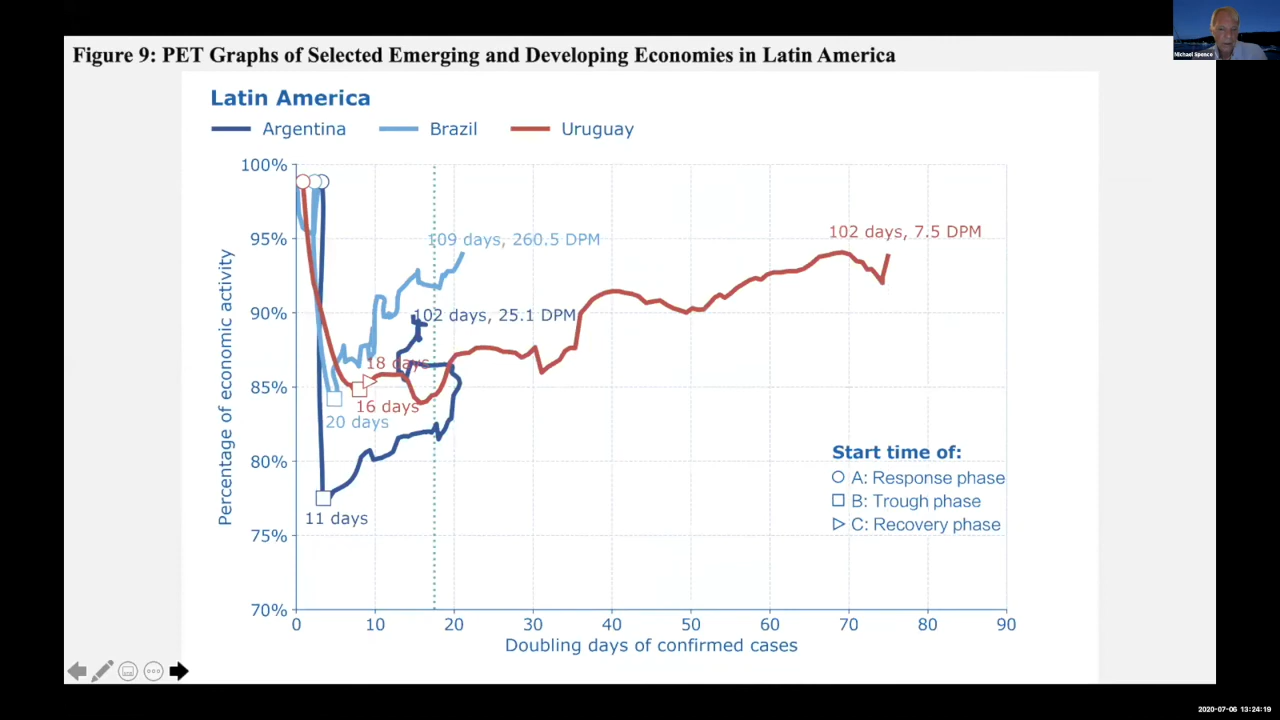 Figure 9: PET Graphs of Selected Emerging and Developing Economies in Latin America
Michael Spence
Latin America
Argentina Brazil Uruguay
100%
95%
90%
85%
80%
75%
70%
Percentage of economic activity
109 days, 260.5 DPM
102 days, 7.5 DPM
102 days, 25.1 DPM
18 days
16 days
20 days
11 days
Start time of:
A: Response phase
B: Trough phase
C: Recovery phase
0 10 20 30 40 50 60 70 80 90
Doubling days of confirmed cases
2020-07-06 13:24:19